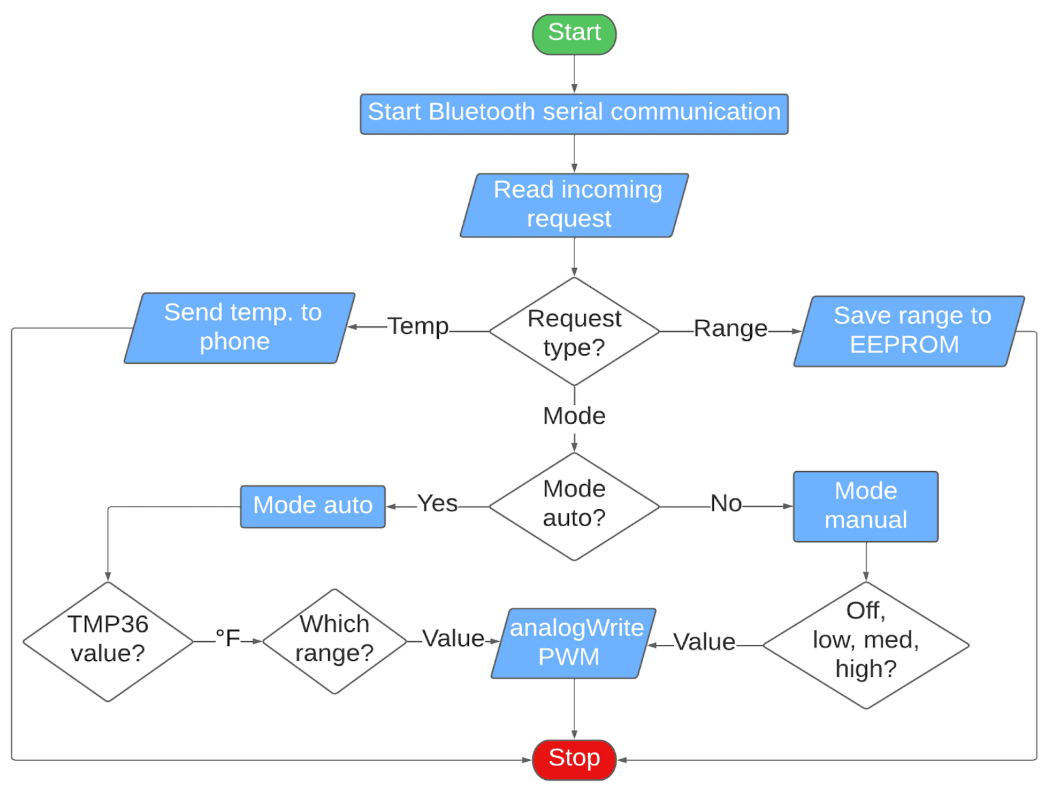 Start
Start Bluetooth serial communication
Read incoming
request
Send temp. to
phone
Temp
Request
type?
Range
Save range to
EEPROM
Mode
Mode auto
Yes
Mode
auto?
No
Mode
manual
TMP36
value?
°F
Which
range?
Value
analogWrite
PWM
Value
Off,
low, med,
high?
Stop